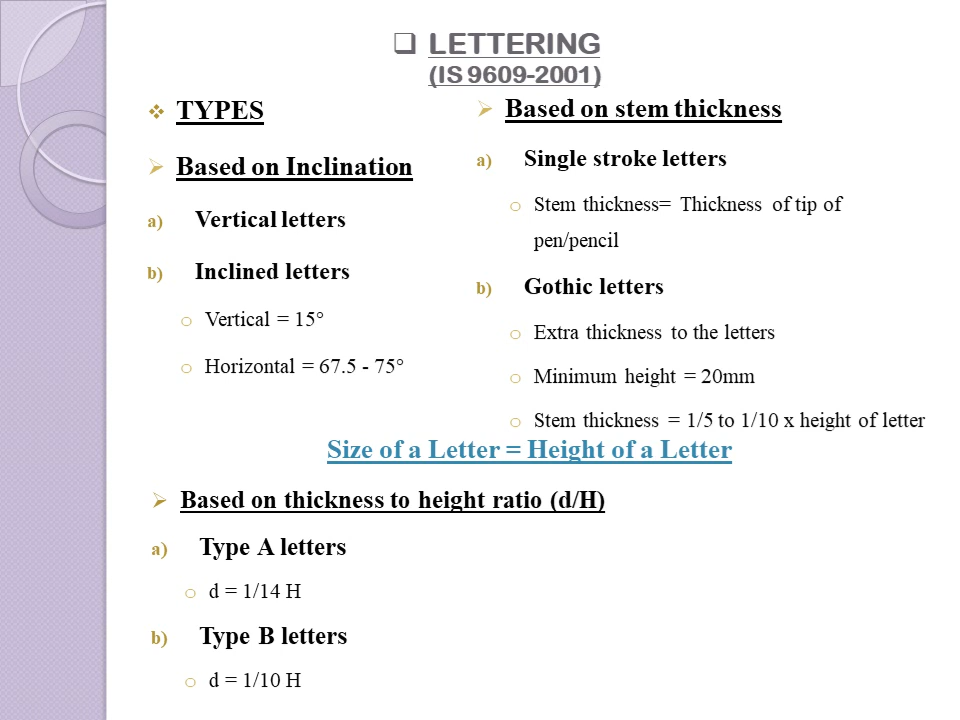 ❑ LETTERING
(IS 9609-2001)
❖ TYPES
➢ Based on Inclination
a) Vertical letters
b) Inclined letters
o Vertical = 15°
o Horizontal = 67.5 - 75°
➢ Based on stem thickness
a) Single stroke letters
o Stem thickness= Thickness of tip of
pen/pencil
b) Gothic letters
o Extra thickness to the letters
o Minimum height = 20mm
o Stem thickness = 1/5 to 1/10 x height of letter
Size of a Letter = Height of a Letter
➢ Based on thickness to height ratio (d/H)
a) Type A letters
o d = 1/14 H
b) Type B letters
o d = 1/10 H